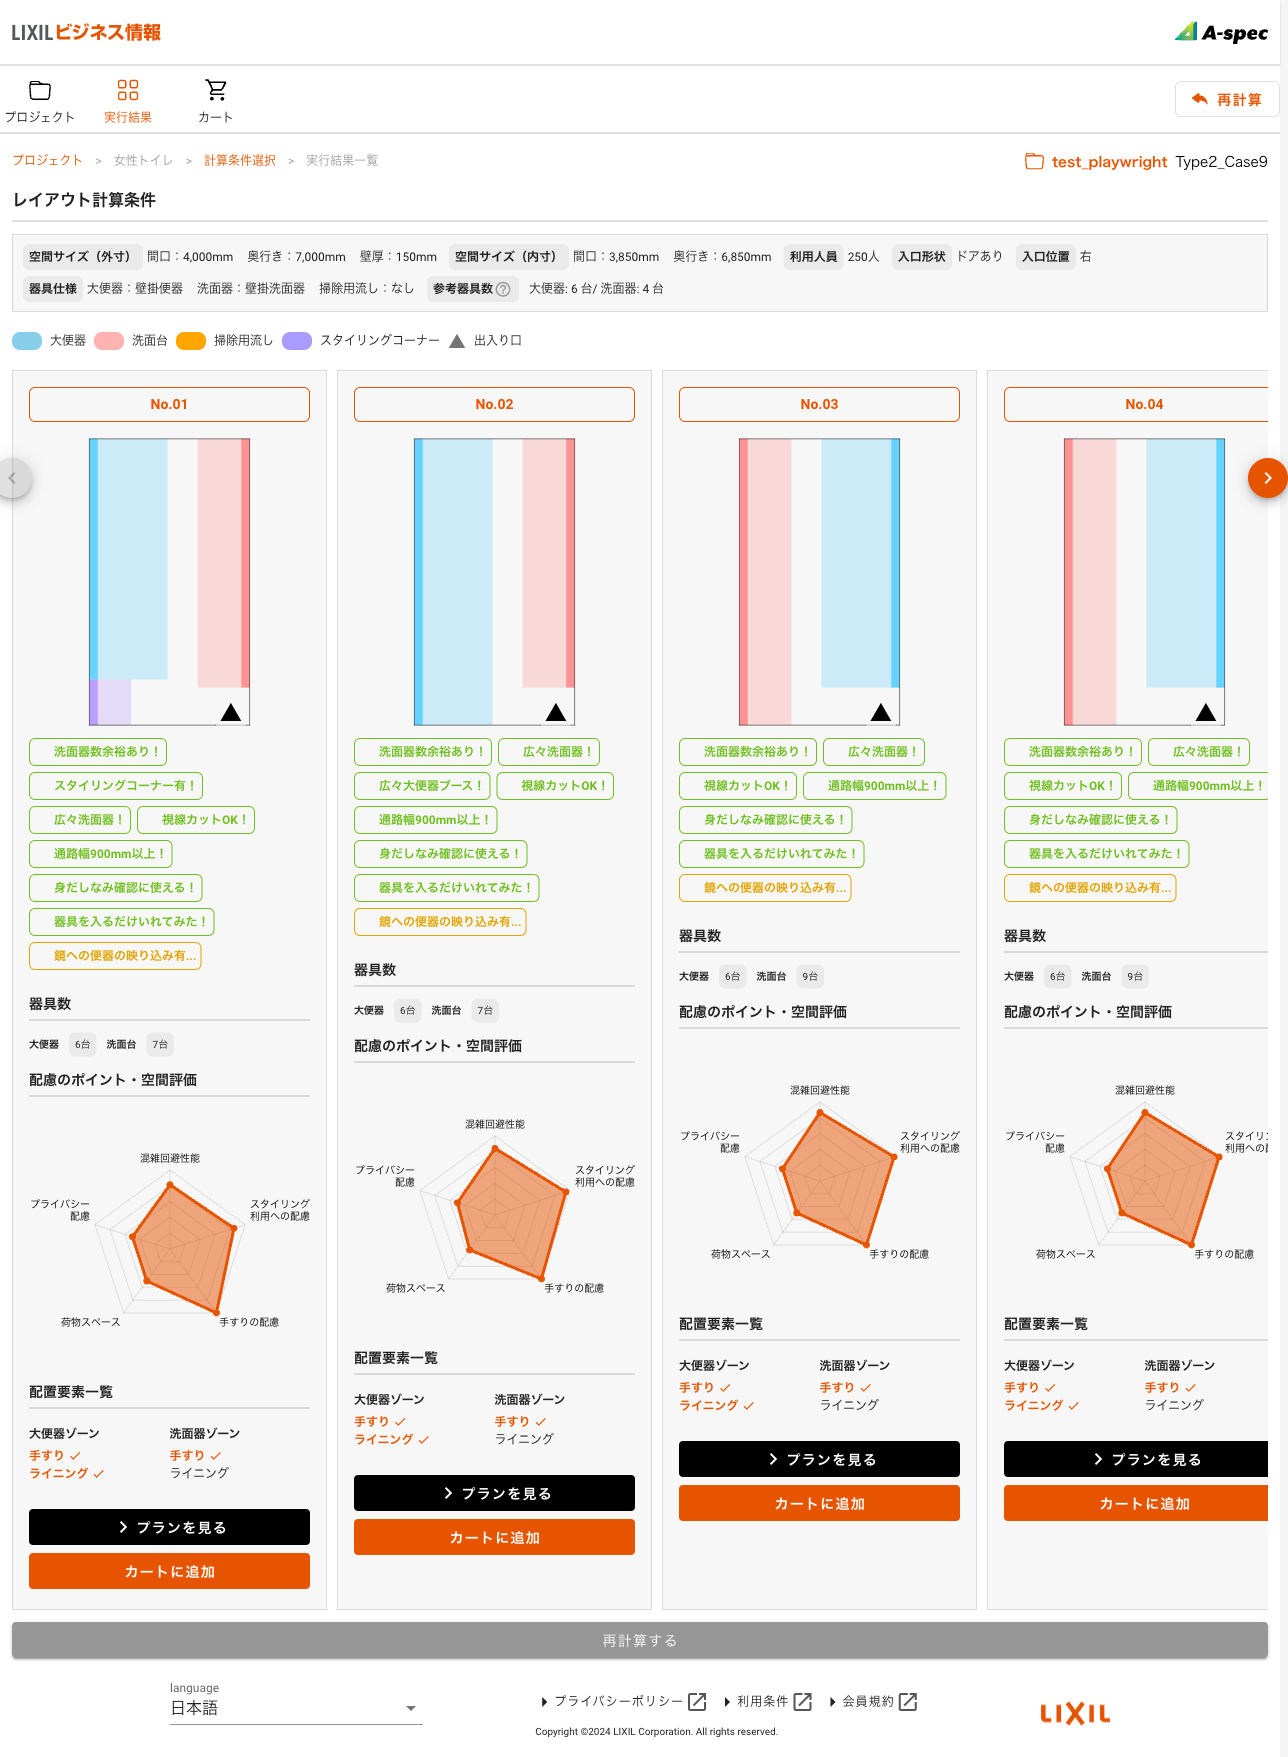 LIXILビジネス情報
A-spec
プロジェクト 実行結果 カート 再計算
プロジェクト > 女性トイレ > 計算条件選択 > 実行結果一覧
test_playwright Type2_Case9
レイアウト計算条件
空間サイズ（外寸） 間口：4,000mm 奥行き：7,000mm 壁厚：150mm 空間サイズ（内寸） 間口：3,850mm 奥行き：6,850mm 利用人員 250人 入口形状 ドアあり 入口位置 右
器具仕様 大便器：壁掛便器 洗面器：壁掛洗面器 掃除用流し：なし 参考器具数 ? 大便器: 6 台/ 洗面器: 4 台
大便器 洗面台 掃除用流し スタイリングコーナー 出入り口
No.01
洗面器数余裕あり！
スタイリングコーナー有！
広々洗面器！ 視線カットOK！
通路幅900mm以上！
身だしなみ確認に使える！
器具を入るだけいれてみた！
鏡への便器の映り込み有...
器具数
大便器 6台 洗面台 7台
配慮のポイント・空間評価
混雑回避性能
プライバシー
配慮
スタイリング
利用への配慮
荷物スペース
手すりの配慮
配置要素一覧
大便器ゾーン 洗面器ゾーン
手すり 手すり
ライニング ライニング
プランを見る
カートに追加
No.02
洗面器数余裕あり！ 広々洗面器！
広々大便器ブース！ 視線カットOK！
通路幅900mm以上！
身だしなみ確認に使える！
器具を入るだけいれてみた！
鏡への便器の映り込み有...
器具数
大便器 6台 洗面台 7台
配慮のポイント・空間評価
混雑回避性能
プライバシー
配慮
スタイリング
利用への配慮
荷物スペース
手すりの配慮
配置要素一覧
大便器ゾーン 洗面器ゾーン
手すり 手すり
ライニング ライニング
プランを見る
カートに追加
No.03
洗面器数余裕あり！ 広々洗面器！
視線カットOK！ 通路幅900mm以上！
身だしなみ確認に使える！
器具を入るだけいれてみた！
鏡への便器の映り込み有...
器具数
大便器 6台 洗面台 9台
配慮のポイント・空間評価
混雑回避性能
プライバシー
配慮
スタイリング
利用への配慮
荷物スペース
手すりの配慮
配置要素一覧
大便器ゾーン 洗面器ゾーン
手すり 手すり
ライニング ライニング
プランを見る
カートに追加
No.04
洗面器数余裕あり！ 広々洗面器！
視線カットOK！ 通路幅900mm以上！
身だしなみ確認に使える！
器具を入るだけいれてみた！
鏡への便器の映り込み有...
器具数
大便器 6台 洗面台 9台
配慮のポイント・空間評価
混雑回避性能
プライバシー
配慮
スタイリ
利用への配
荷物スペース
手すりの配慮
配置要素一覧
大便器ゾーン 洗面器ゾーン
手すり 手すり
ライニング ライニング
プランを見る
カートに追加
再計算する
language
日本語
プライバシーポリシー 利用条件 会員規約
Copyright ©2024 LIXIL Corporation. All rights reserved.
LIXIL